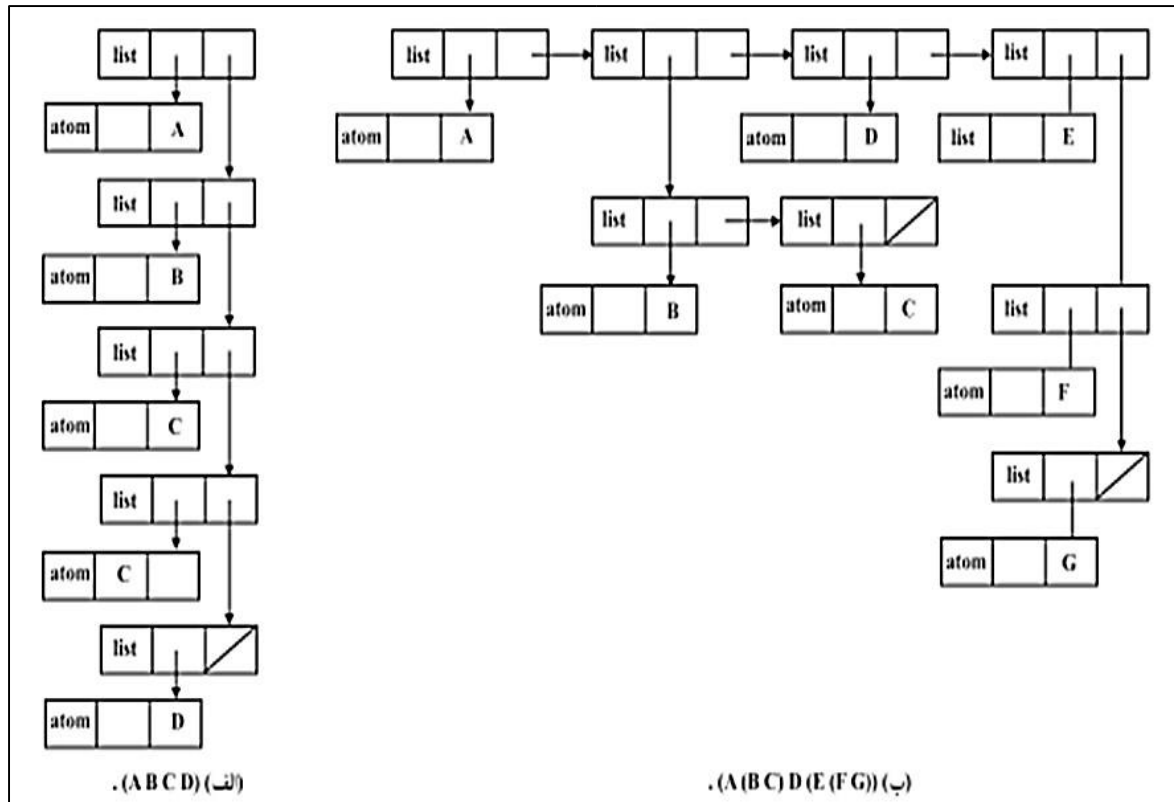 list
atom A
list
atom B
list
atom C
list
atom C
list
atom D
. (A B C D) (الف)
list list list list
atom A atom D list E
list list
atom B atom C
list
atom F
list
atom G
. (A (B C) D (E (F G)) (ب)